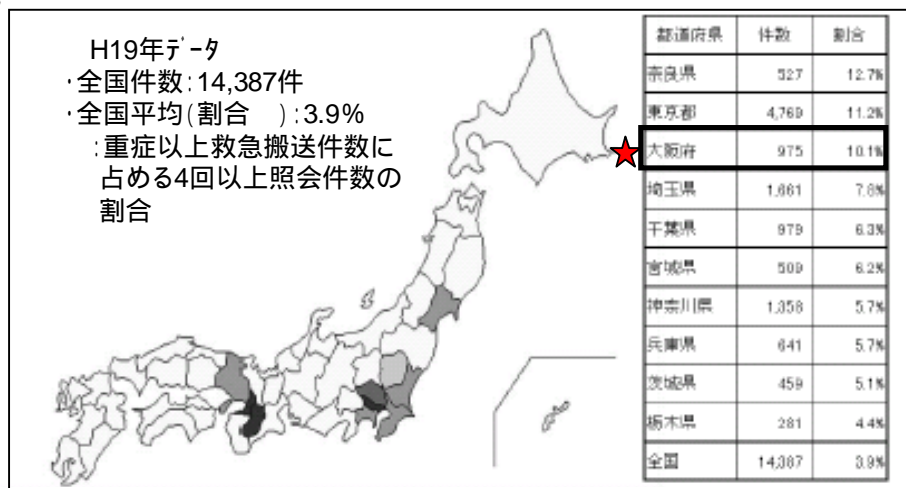 H19年ﾃﾞｰﾀ
･全国件数:14,387件
･全国平均(割合　):3.9%
:重症以上救急搬送件数に
占める4回以上照会件数の
割合
都道府県 件数 割合
奈良県 527 12.7%
東京都 4,769 11.2%
大阪府 975 10.1%
埼玉県 1,661 7.8%
千葉県 979 6.3%
宮城県 509 6.2%
神奈川県 1,358 5.7%
兵庫県 641 5.7%
茨城県 459 5.1%
栃木県 281 4.4%
全国 14,387 3.9%